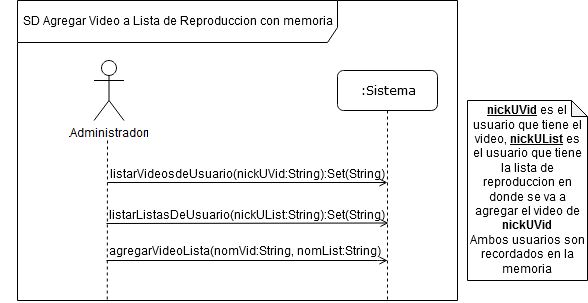 SD Agregar Video a Lista de Reproduccion con memoria
:Sistema
Administrador
listarVideosdeUsuario(nickUVid:String):Set(String)
listarListasDeUsuario(nickUList:String):Set(String)
agregarVideoLista(nomVid:String, nomList:String)
nickUVid es el
usuario que tiene el
video, nickUList es
el usuario que tiene
la lista de
reproduccion en
donde se va a
agregar el video de
nickUVid
Ambos usuarios son
recordados en la
memoria